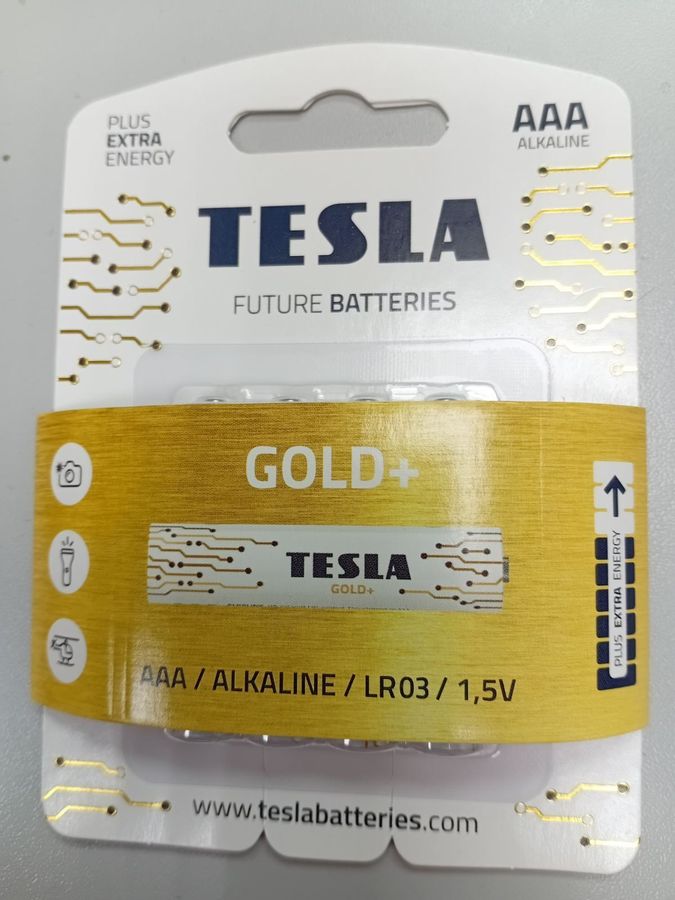 PLUS
EXTRA
ENERGY
AAA
ALKALINE
TESLA
FUTURE BATTERIES
GOLD+
TESLA
GOLD+
PLUS EXTRA ENERGY
AAA / ALKALINE / LR03 / 1,5V
www.teslabatteries.com